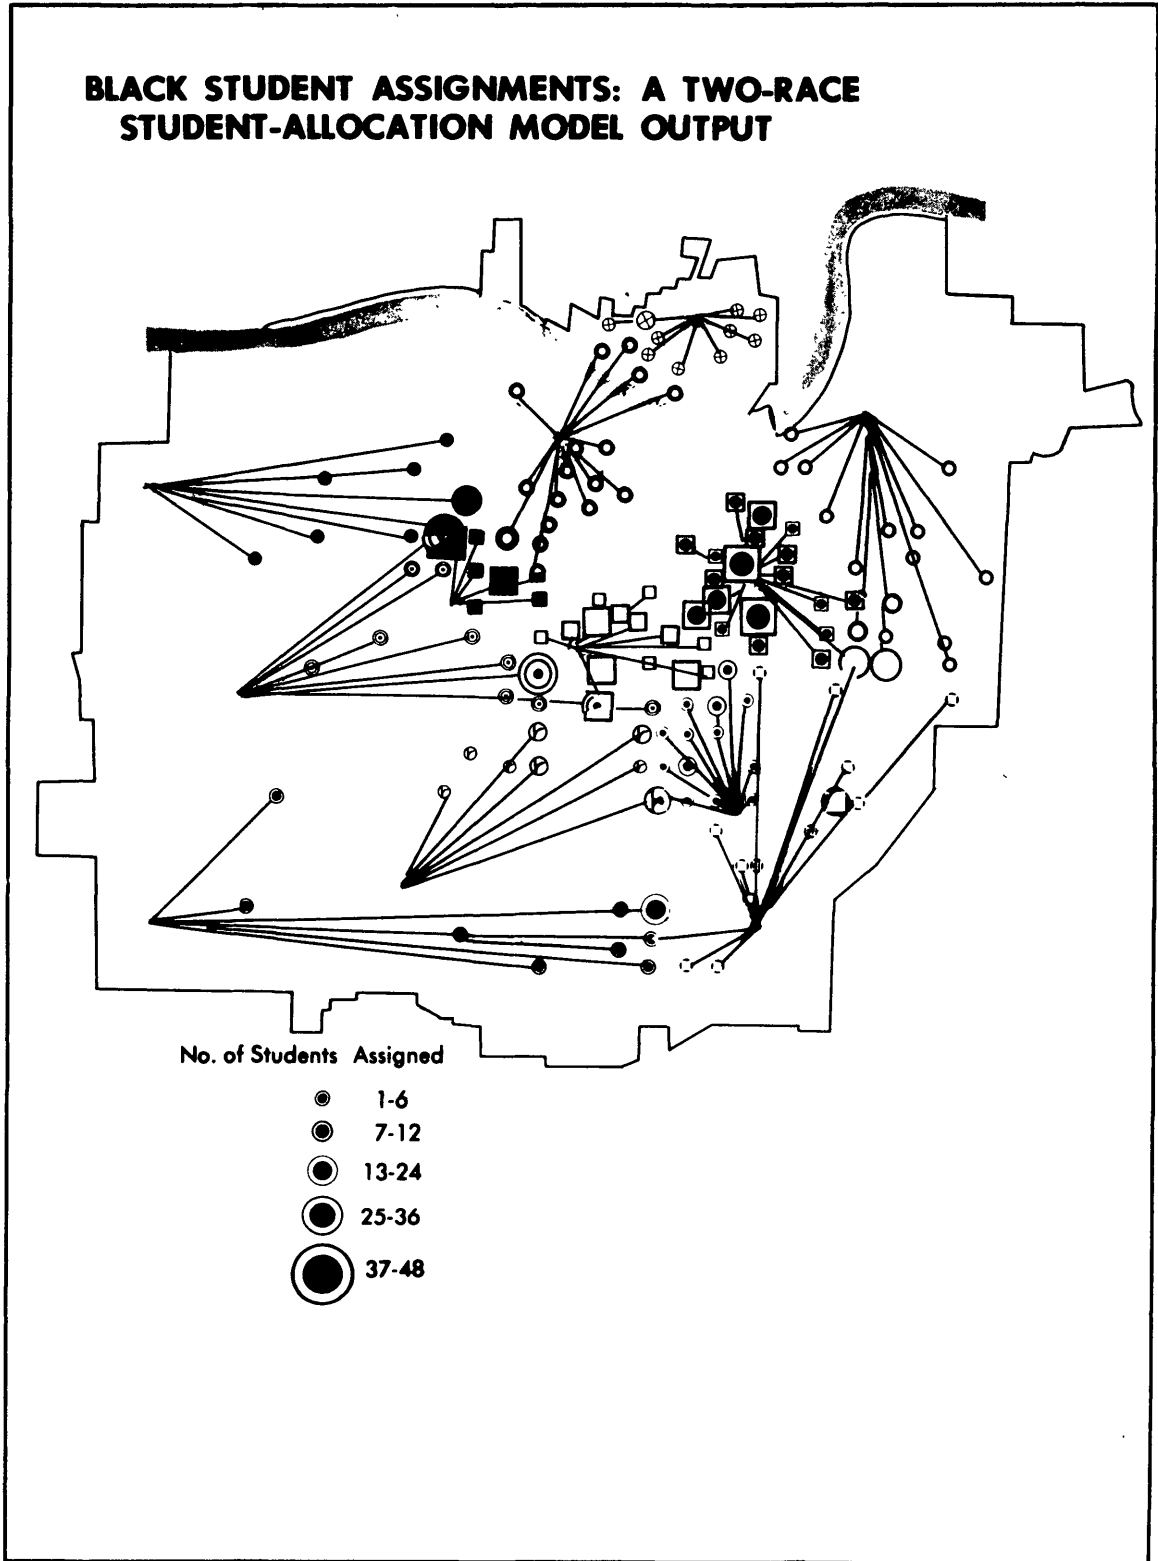 BLACK STUDENT ASSIGNMENTS: A TWO-RACE
STUDENT-ALLOCATION MODEL OUTPUT
No. of Students Assigned
1-6
7-12
13-24
25-36
37-48